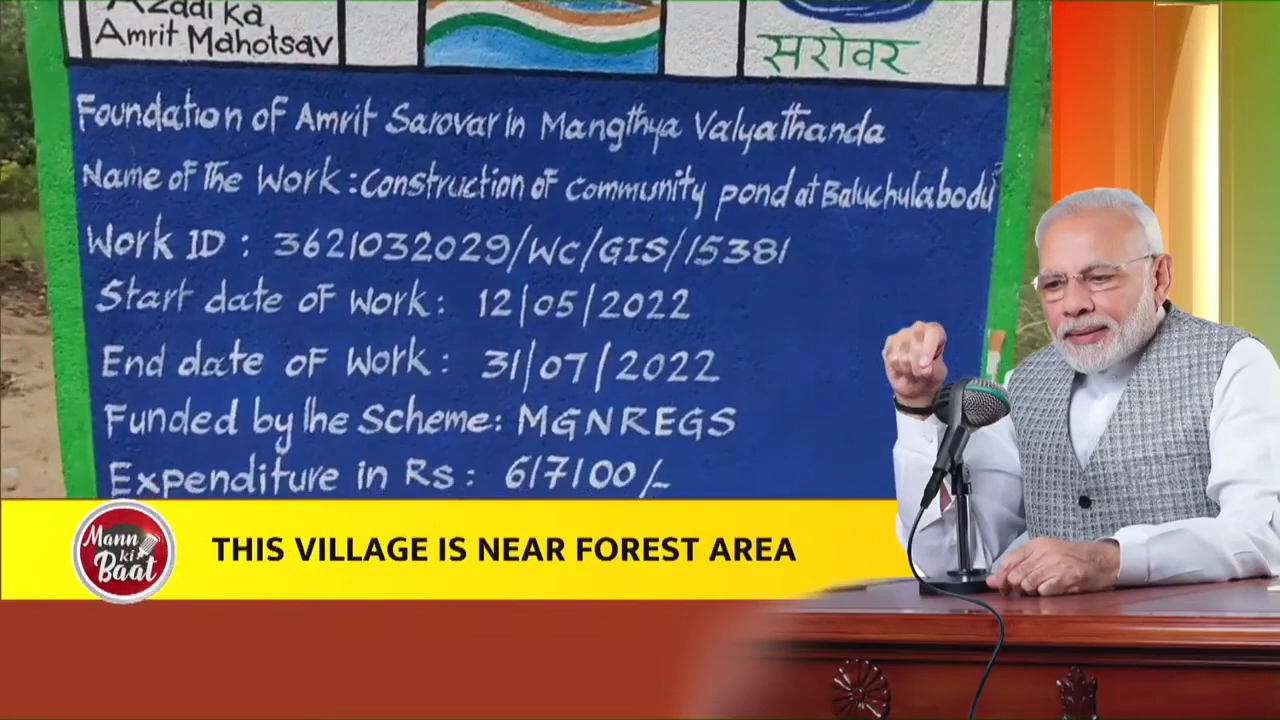 Azadi Ka
Amrit Mahotsav
सरोवर
Foundation of Amrit Sarovar in Mangthya Valyathanda
Name of The Work : Construction of Community pond at Baluchulabodu
Work ID : 3621032029/WC/GIS/15381
Start date of Work : 12/05/2022
End date of Work : 31/07/2022
Funded by the Scheme: MGNREGS
Expenditure in Rs : 617100/-
Mann
ki
Baat
THIS VILLAGE IS NEAR FOREST AREA